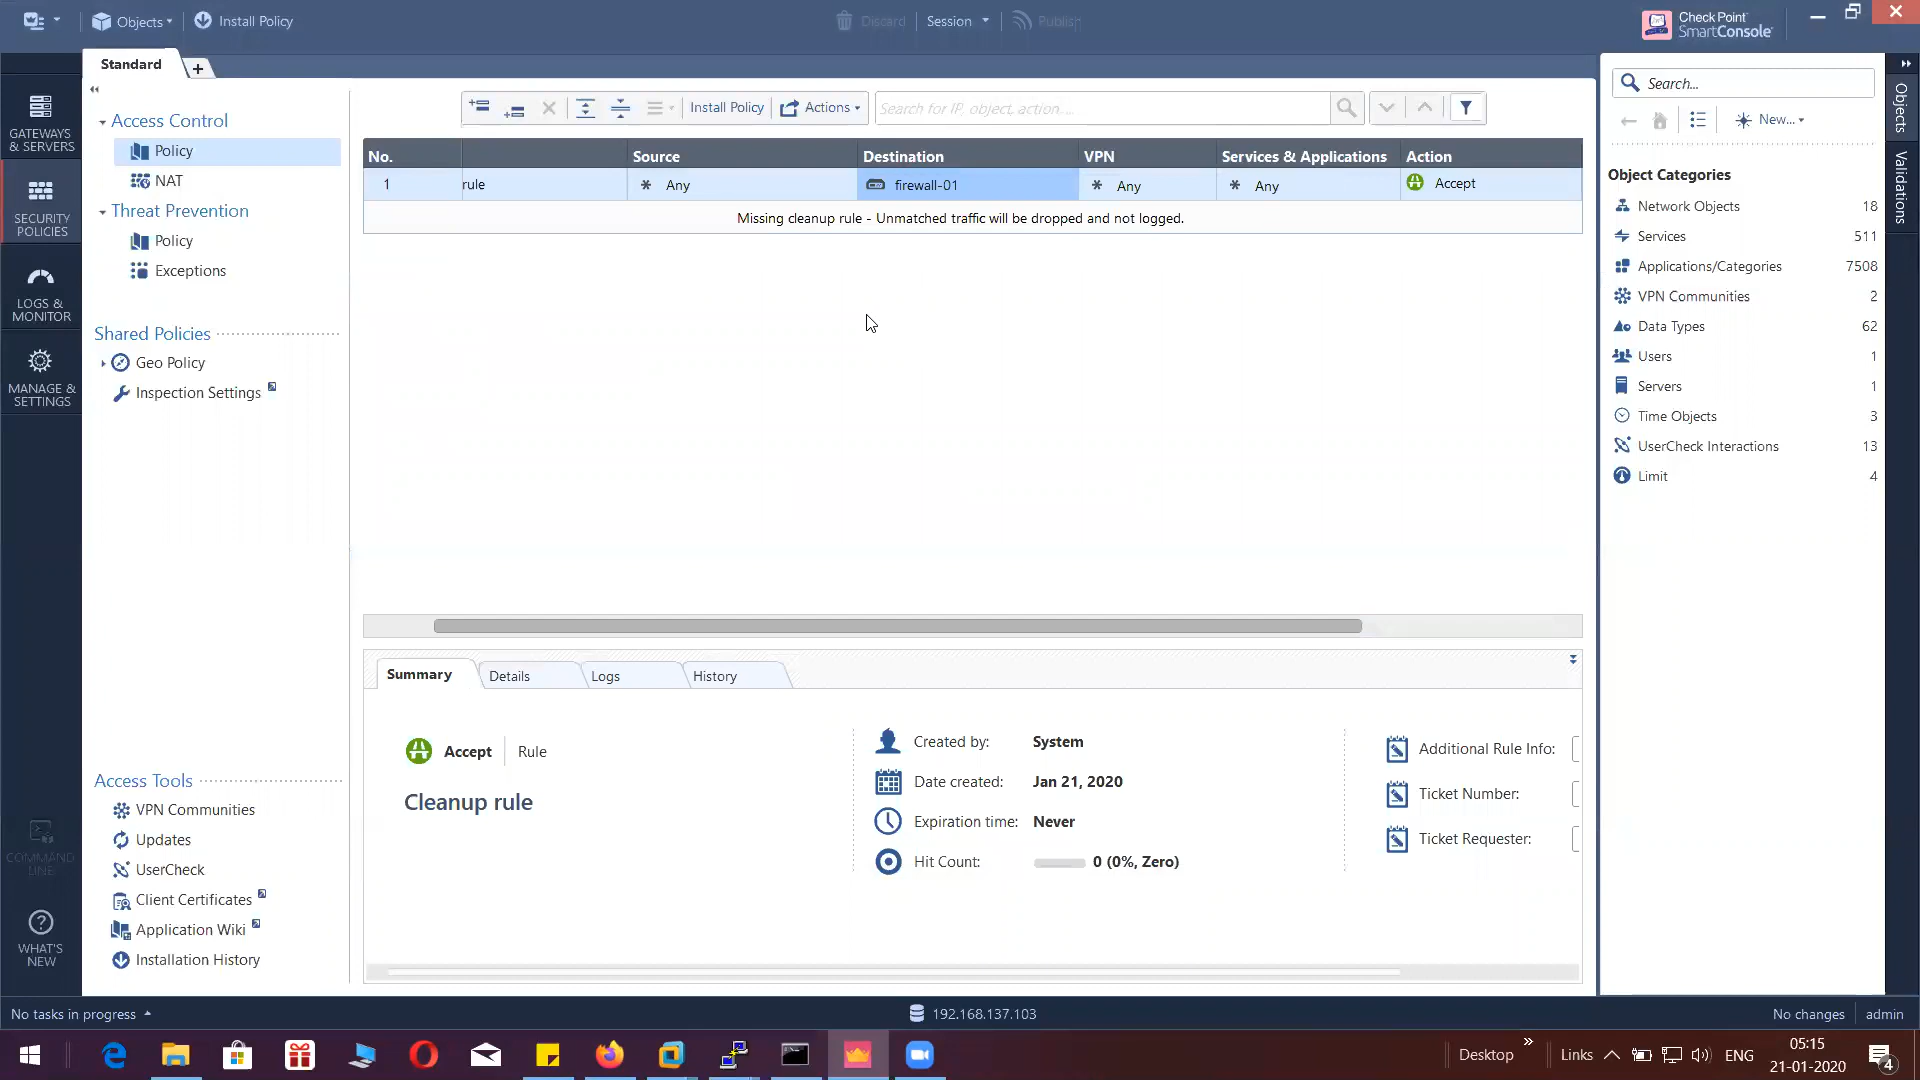 Objects
Install Policy
Discard
Session
Publish
Check Point
SmartConsole
Standard
GATEWAYS
& SERVERS
SECURITY
POLICIES
LOGS &
MONITOR
MANAGE &
SETTINGS
COMMAND
LINE
WHAT'S
NEW
Access Control
Policy
NAT
Threat Prevention
Policy
Exceptions
Shared Policies
Geo Policy
Inspection Settings
Access Tools
VPN Communities
Updates
UserCheck
Client Certificates
Application Wiki
Installation History
Install Policy
Actions
Search for IP, object, action...
No. Source Destination VPN Services & Applications Action
1 rule Any firewall-01 Any Any Accept
Missing cleanup rule - Unmatched traffic will be dropped and not logged.
Summary Details Logs History
Accept Rule
Cleanup rule
Created by: System
Date created: Jan 21, 2020
Expiration time: Never
Hit Count: 0 (0%, Zero)
Additional Rule Info:
Ticket Number:
Ticket Requester:
Search...
New...
Object Categories
Network Objects 18
Services 511
Applications/Categories 7508
VPN Communities 2
Data Types 62
Users 1
Servers 1
Time Objects 3
UserCheck Interactions 13
Limit 4
Objects
Validations
No tasks in progress
192.168.137.103
No changes
admin
Desktop
Links
ENG
05:15
21-01-2020
4